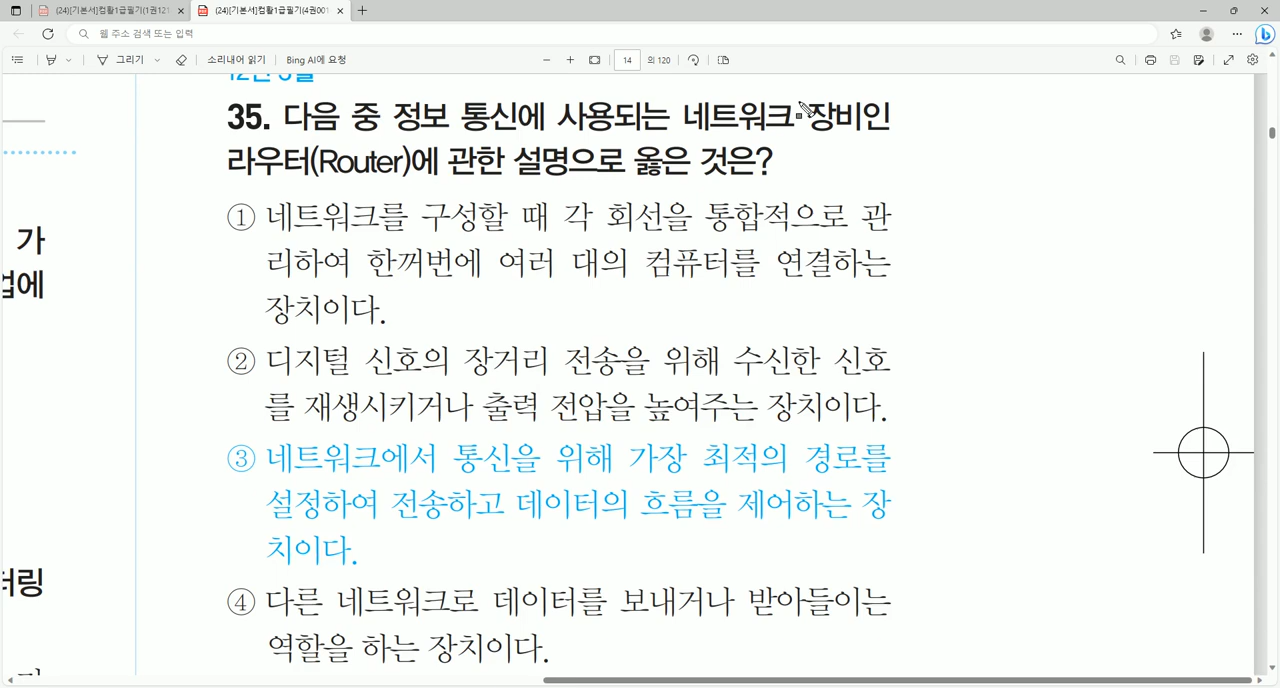 (24)[기본서]컴활1급필기(1권121
(24)[기본서]컴활1급필기(4권001
웹 주소 검색 또는 입력
그리기
소리내어 읽기
Bing AI에 요청
14
외 120
35. 다음 중 정보 통신에 사용되는 네트워크 장비인
라우터(Router)에 관한 설명으로 옳은 것은?
① 네트워크를 구성할 때 각 회선을 통합적으로 관
리하여 한꺼번에 여러 대의 컴퓨터를 연결하는
장치이다.
② 디지털 신호의 장거리 전송을 위해 수신한 신호
를 재생시키거나 출력 전압을 높여주는 장치이다.
③ 네트워크에서 통신을 위해 가장 최적의 경로를
설정하여 전송하고 데이터의 흐름을 제어하는 장
치이다.
④ 다른 네트워크로 데이터를 보내거나 받아들이는
역할을 하는 장치이다.
가
에
터링